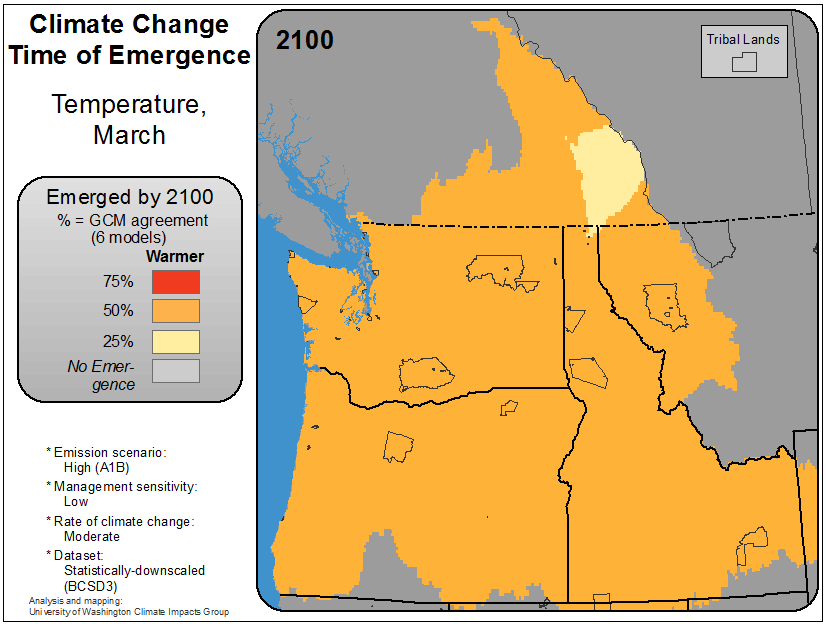 Climate Change
Time of Emergence
Temperature,
March
Emerged by 2100
% = GCM agreement
(6 models)
Warmer
75%
50%
25%
No Emer-
gence
* Emission scenario:
High (A1B)
* Management sensitivity:
Low
* Rate of climate change:
Moderate
* Dataset:
Statistically-downscaled
(BCSD3)
Analysis and mapping:
University of Washington Climate Impacts Group
2100
Tribal Lands